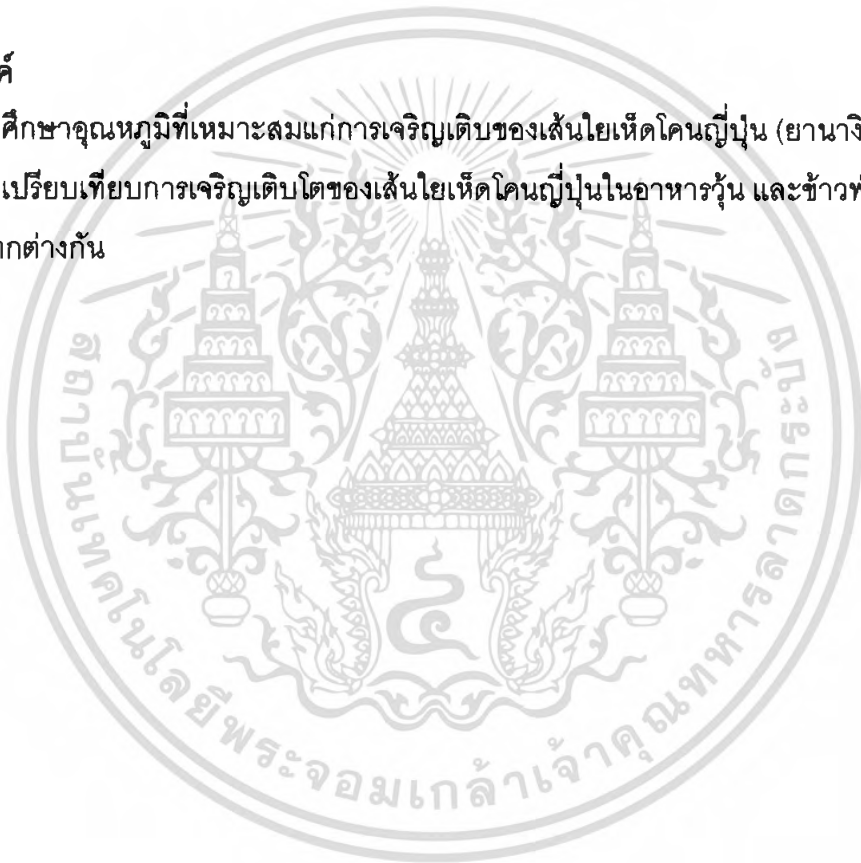 ค์
ศึกษาอุณหภูมิที่เหมาะสมแก่การเจริญเติบของเส้นใยเห็ดโคนญี่ปุ่น (ยานางิ
เปรียบเทียบการเจริญเติบโตของเส้นใยเห็ดโคนญี่ปุ่นในอาหารวุ้น และข้าวฟ่
ากต่างกัน
สถาบันเทคโนโลยีพระจอมเกล้าเจ้าคุณทหารลาดกระบัง